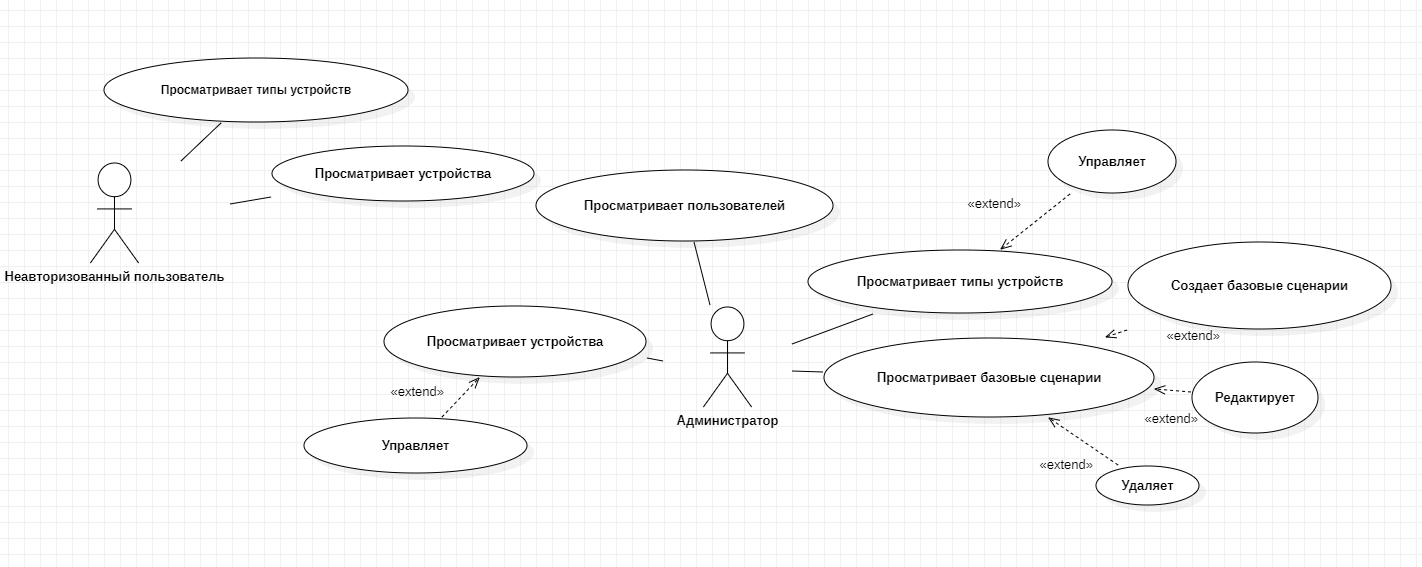 Просматривает типы устройств
Просматривает устройства
Неавторизованный пользователь
Просматривает пользователей
Управляет
«extend»
Просматривает типы устройств
Создает базовые сценарии
«extend»
Просматривает устройства
«extend»
Управляет
Администратор
Просматривает базовые сценарии
Редактирует
«extend»
«extend»
Удаляет